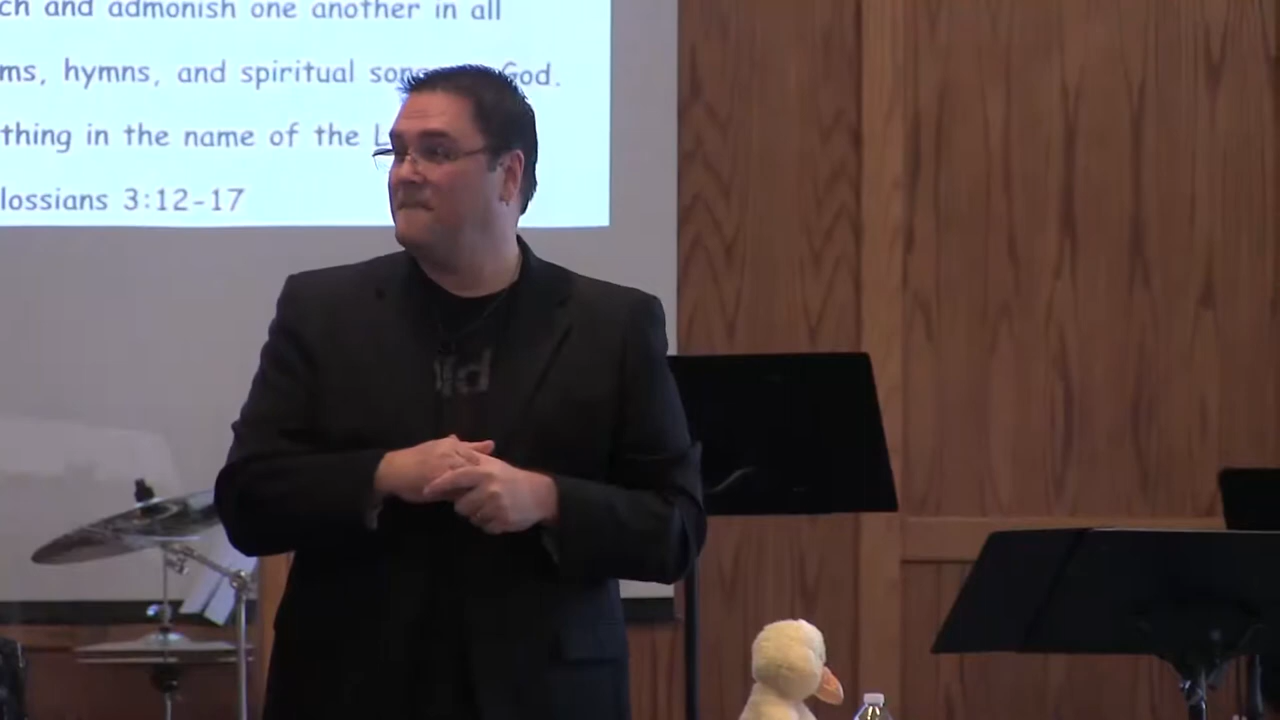 ch and admonish one another in all
ms, hymns, and spiritual God.
thing in the name of the
lossians 3:12-17